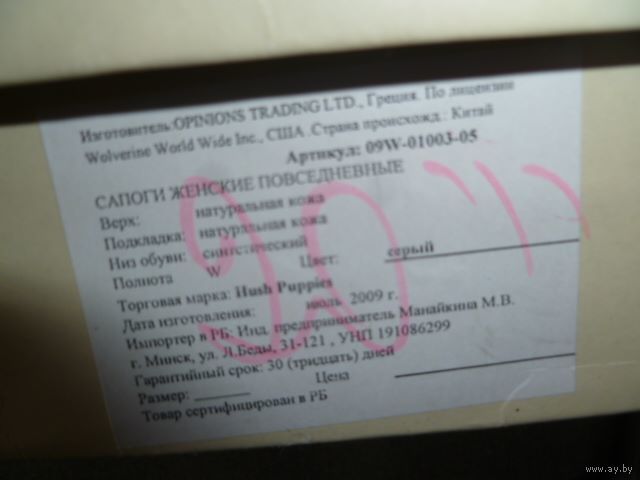 Изготовитель:OPINIONS TRADING LTD., Греция. По лицензии
Wolverine World Wide Inc., США .Страна происхожд.: Китай
Артикул: 09W-01003-05
САПОГИ ЖЕНСКИЕ ПОВСЕДНЕВНЫЕ
Верх: натуральная кожа
Подкладка: натуральная кожа
Низ обуви: синтетический
Полнота W Цвет: серый
Торговая марка: Hush Puppies
Дата изготовления: июль 2009 г.
Импортер в РБ: Инд. предприниматель Манайкина М.В.
г. Минск, ул. Л.Беды, 31-121 , УНП 191086299
Гарантийный срок: 30 (тридцать) дней
Размер: Цена
Товар сертифицирован в РБ
www.ay.by